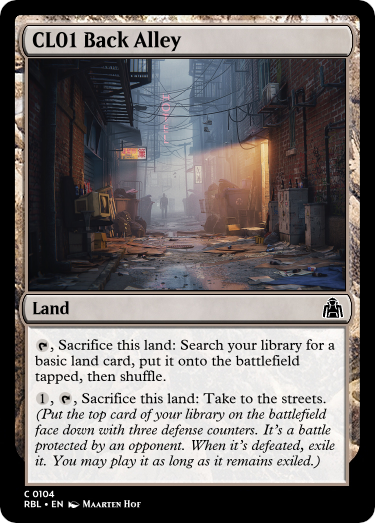 CL01 Back Alley
Land
, Sacrifice this land: Search your library for a
basic land card, put it onto the battlefield
tapped, then shuffle.
1, , Sacrifice this land: Take to the streets.
(Put the top card of your library on the battlefield
face down with three defense counters. It's a battle
protected by an opponent. When it's defeated, exile
it. You may play it as long as it remains exiled.)
C 0104
RBL • EN Maarten Hof